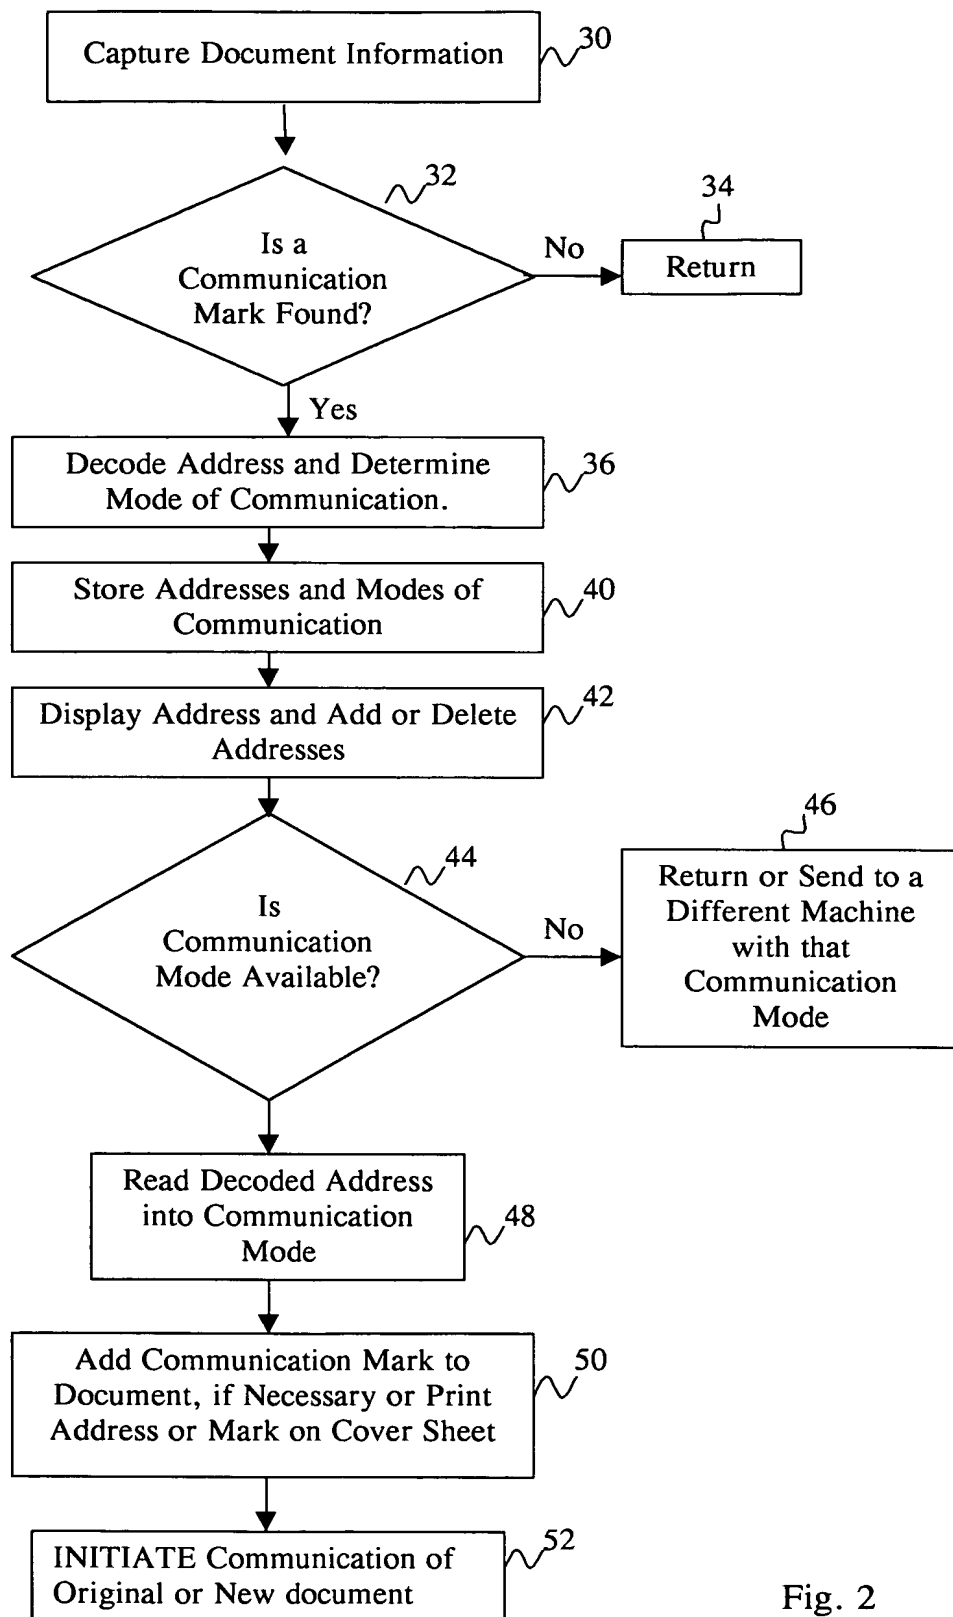 Capture Document Information
30
32
34
Is a
Communication
Mark Found?
No
Return
Yes
Decode Address and Determine
Mode of Communication.
36
Store Addresses and Modes of
Communication
40
Display Address and Add or Delete
Addresses
42
44
46
Is
Communication
Mode Available?
No
Return or Send to a
Different Machine
with that
Communication
Mode
Read Decoded Address
into Communication
Mode
48
Add Communication Mark to
Document, if Necessary or Print
Address or Mark on Cover Sheet
50
INITIATE Communication of
Original or New document
52
Fig. 2